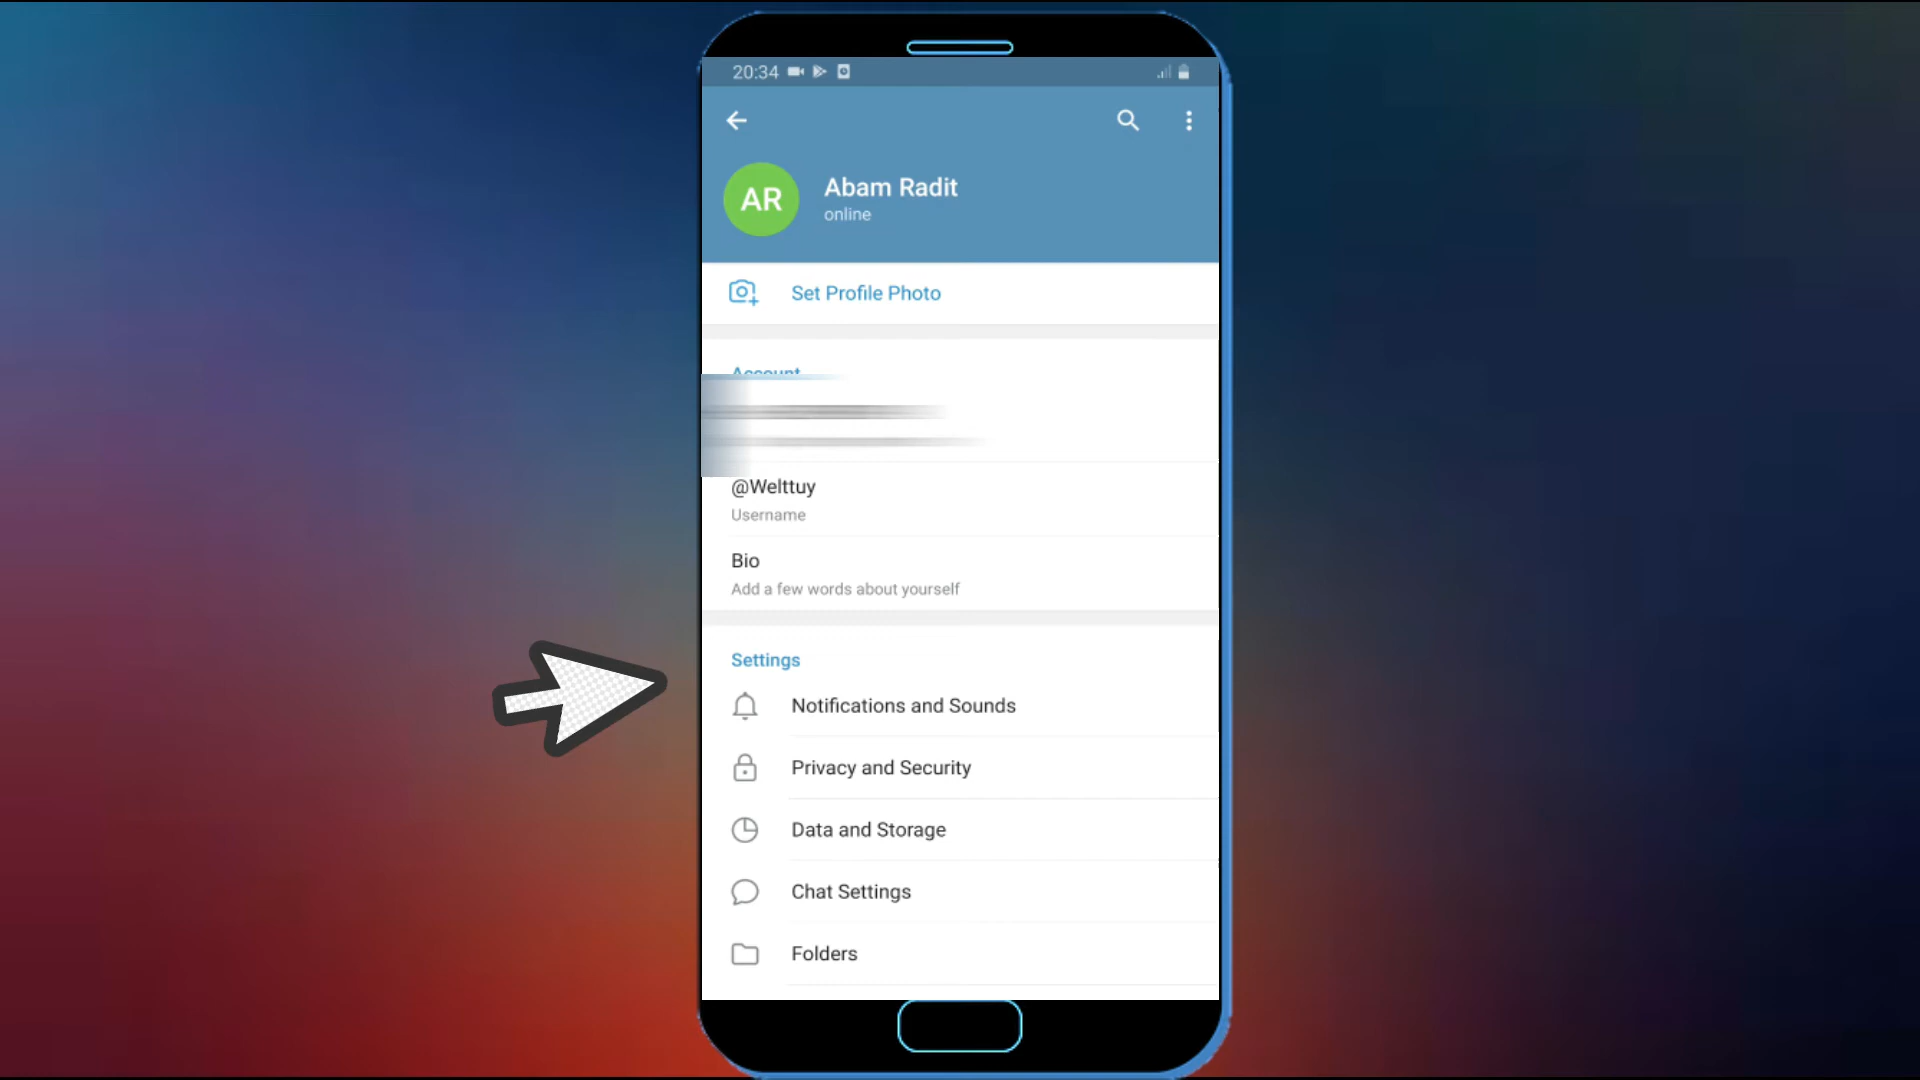 20:34
AR
Abam Radit
online
Set Profile Photo
Account
@Welttuy
Username
Bio
Add a few words about yourself
Settings
Notifications and Sounds
Privacy and Security
Data and Storage
Chat Settings
Folders